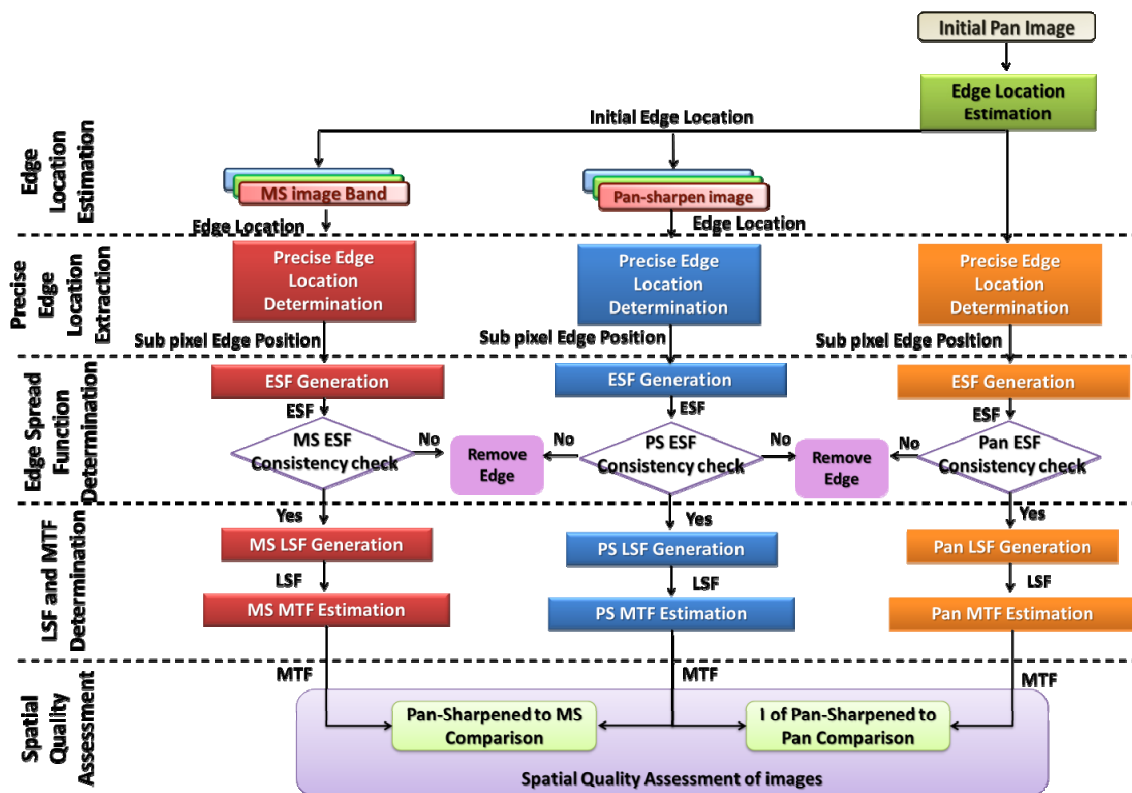 Initial Pan Image
Edge Location
Estimation
Initial Edge Location
Edge
Location
Estimation
MS image Band
Pan-sharpen image
Edge Location
Edge Location
Precise
Edge
Location
Extraction
Precise Edge
Location
Determination
Precise Edge
Location
Determination
Precise Edge
Location
Determination
Sub pixel Edge Position
Sub pixel Edge Position
Sub pixel Edge Position
Edge Spread
Function
Determination
ESF Generation
ESF Generation
ESF Generation
ESF
ESF
ESF
MS ESF
Consistency check
No
Remove
Edge
No
PS ESF
Consistency check
No
Remove
Edge
No
Pan ESF
Consistency check
Yes
Yes
Yes
LSF and MTF
Determination
MS LSF Generation
PS LSF Generation
Pan LSF Generation
LSF
LSF
LSF
MS MTF Estimation
PS MTF Estimation
Pan MTF Estimation
MTF
MTF
MTF
Spatial
Quality
Assessment
Pan-Sharpened to MS
Comparison
I of Pan-Sharpened to
Pan Comparison
Spatial Quality Assessment of images